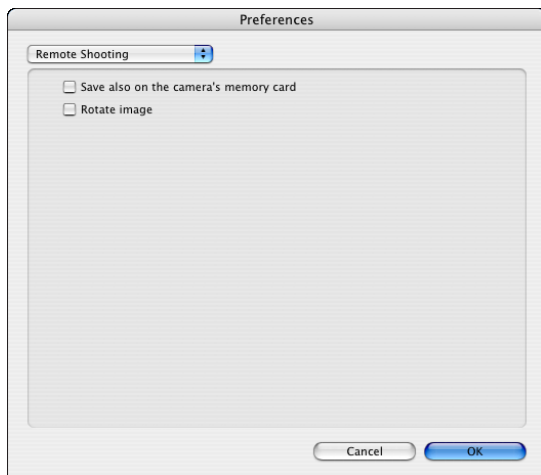 Preferences
Remote Shooting
Save also on the camera's memory card
Rotate image
Cancel
OK